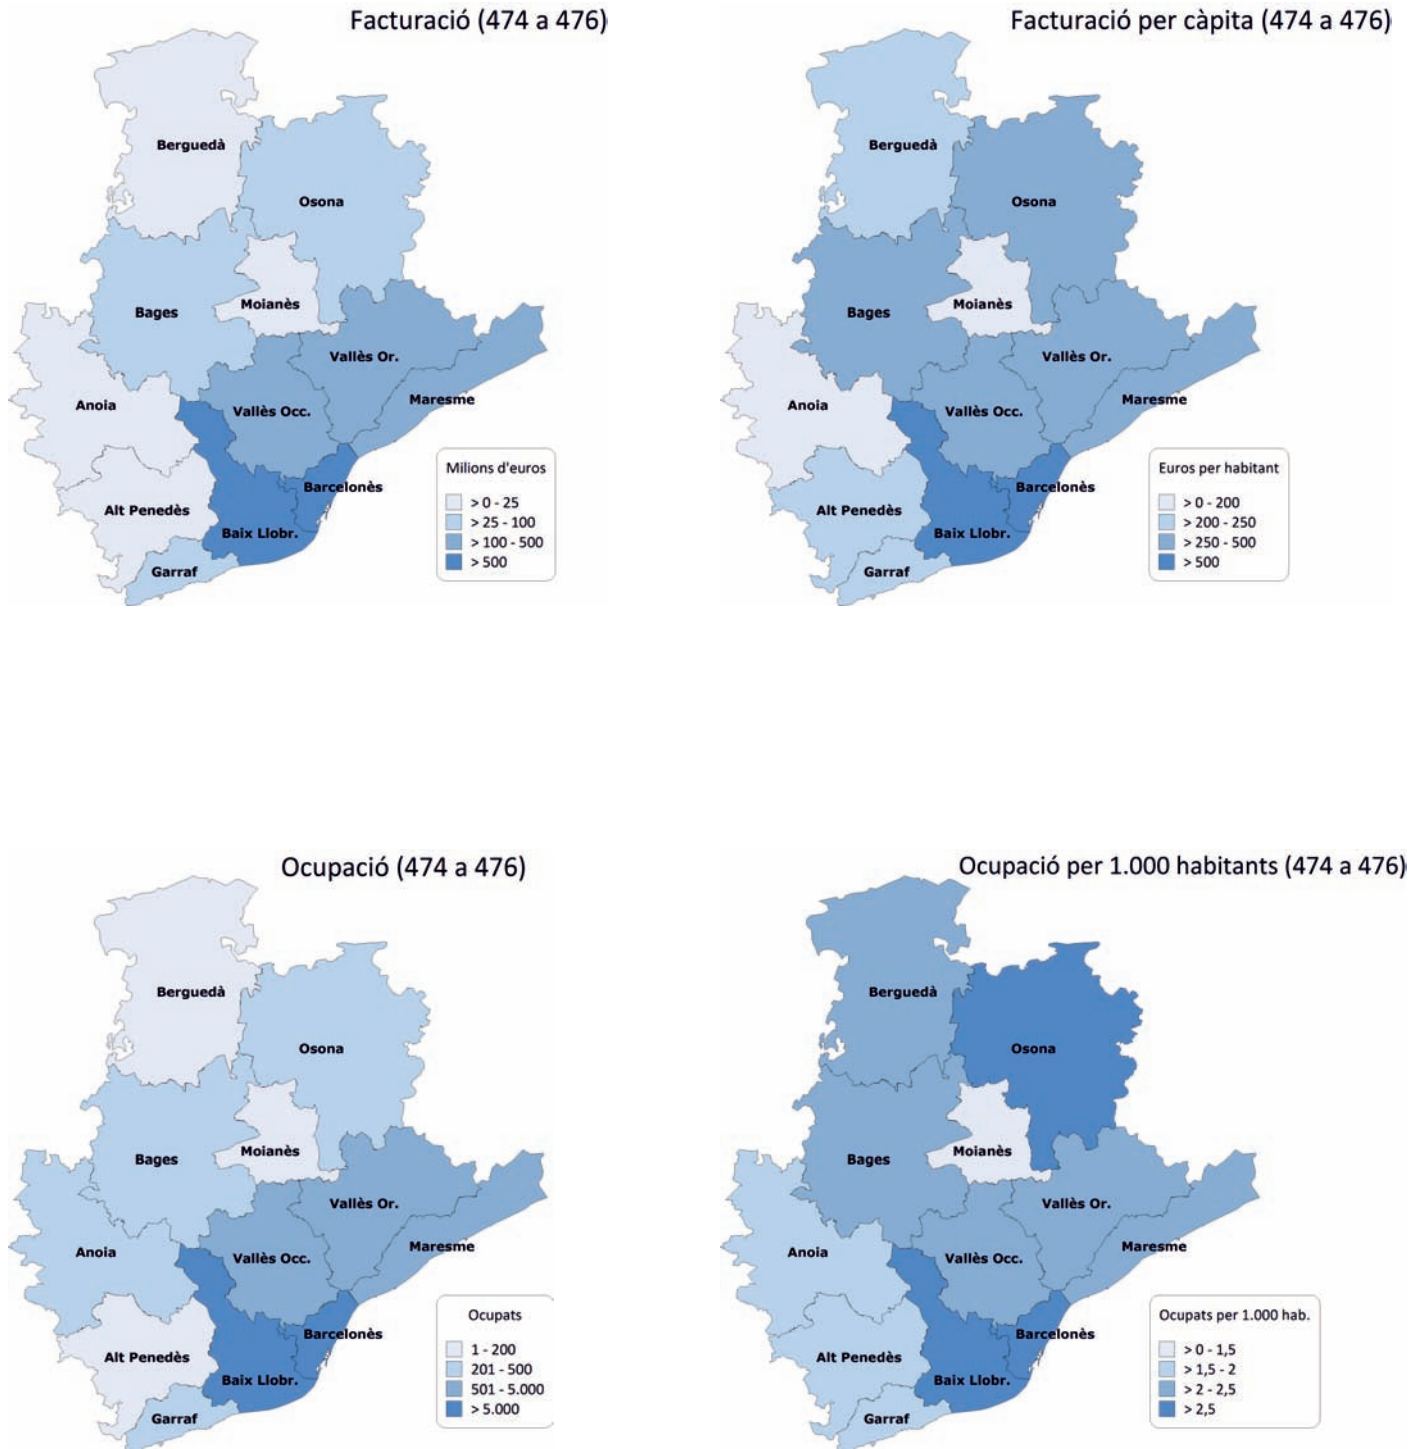 Facturació (474 a 476)
Berguedà
Osona
Moianès
Bages
Vallès Or.
Anoia
Vallès Occ.
Maresme
Alt Penedès
Barcelonès
Baix Llobr.
Garraf
Milions d'euros
> 0 - 25
> 25 - 100
> 100 - 500
> 500
Facturació per càpita (474 a 476)
Berguedà
Osona
Moianès
Bages
Vallès Or.
Anoia
Vallès Occ.
Maresme
Alt Penedès
Barcelonès
Baix Llobr.
Garraf
Euros per habitant
> 0 - 200
> 200 - 250
> 250 - 500
> 500
Ocupació (474 a 476)
Berguedà
Osona
Moianès
Bages
Vallès Or.
Anoia
Vallès Occ.
Maresme
Alt Penedès
Barcelonès
Baix Llobr.
Garraf
Ocupats
1 - 200
201 - 500
501 - 5.000
> 5.000
Ocupació per 1.000 habitants (474 a 476)
Berguedà
Osona
Moianès
Bages
Vallès Or.
Anoia
Vallès Occ.
Maresme
Alt Penedès
Barcelonès
Baix Llobr.
Garraf
Ocupats per 1.000 hab.
> 0 - 1,5
> 1,5 - 2
> 2 - 2,5
> 2,5